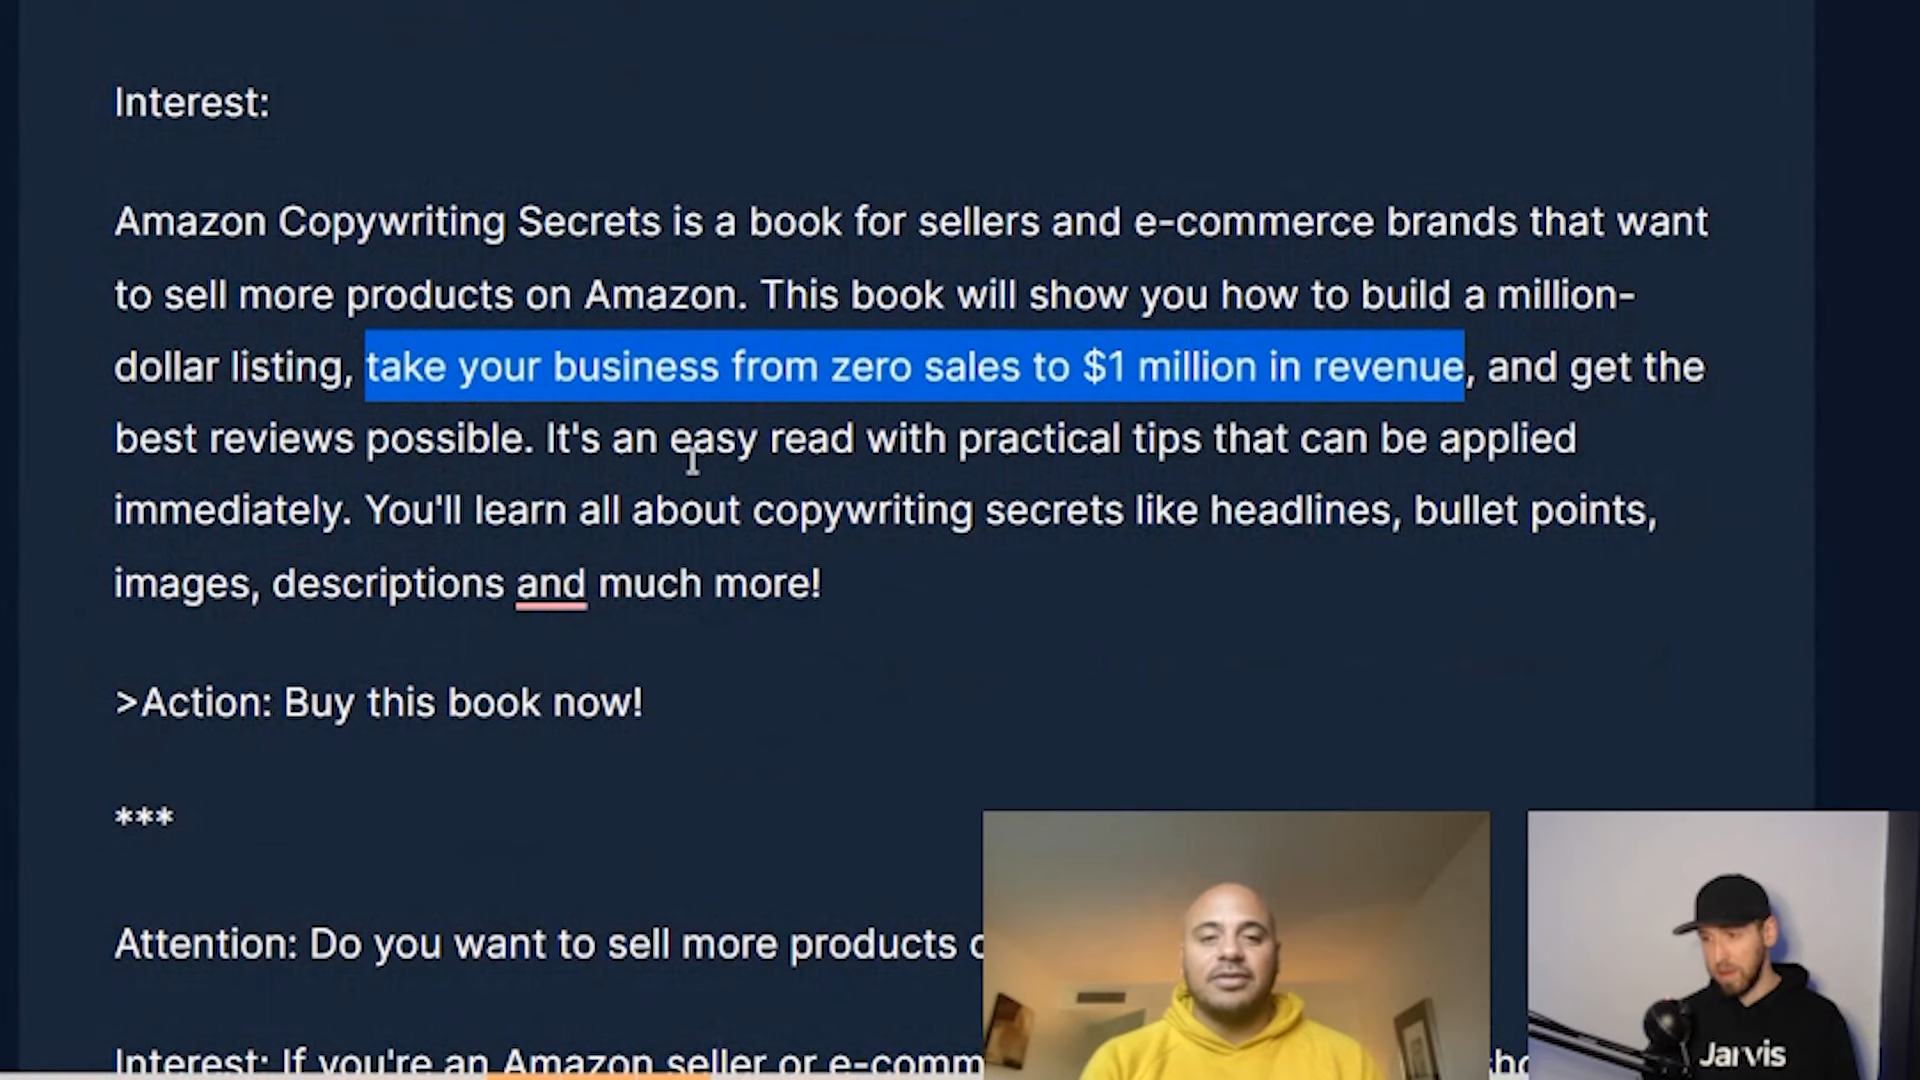 Interest:
Amazon Copywriting Secrets is a book for sellers and e-commerce brands that want
to sell more products on Amazon. This book will show you how to build a million-
dollar listing, take your business from zero sales to $1 million in revenue, and get the
best reviews possible. It's an easy read with practical tips that can be applied
immediately. You'll learn all about copywriting secrets like headlines, bullet points,
images, descriptions and much more!
>Action: Buy this book now!
***
Attention: Do you want to sell more products
Interest: If you're an Amazon seller or e-comm
Jarvis